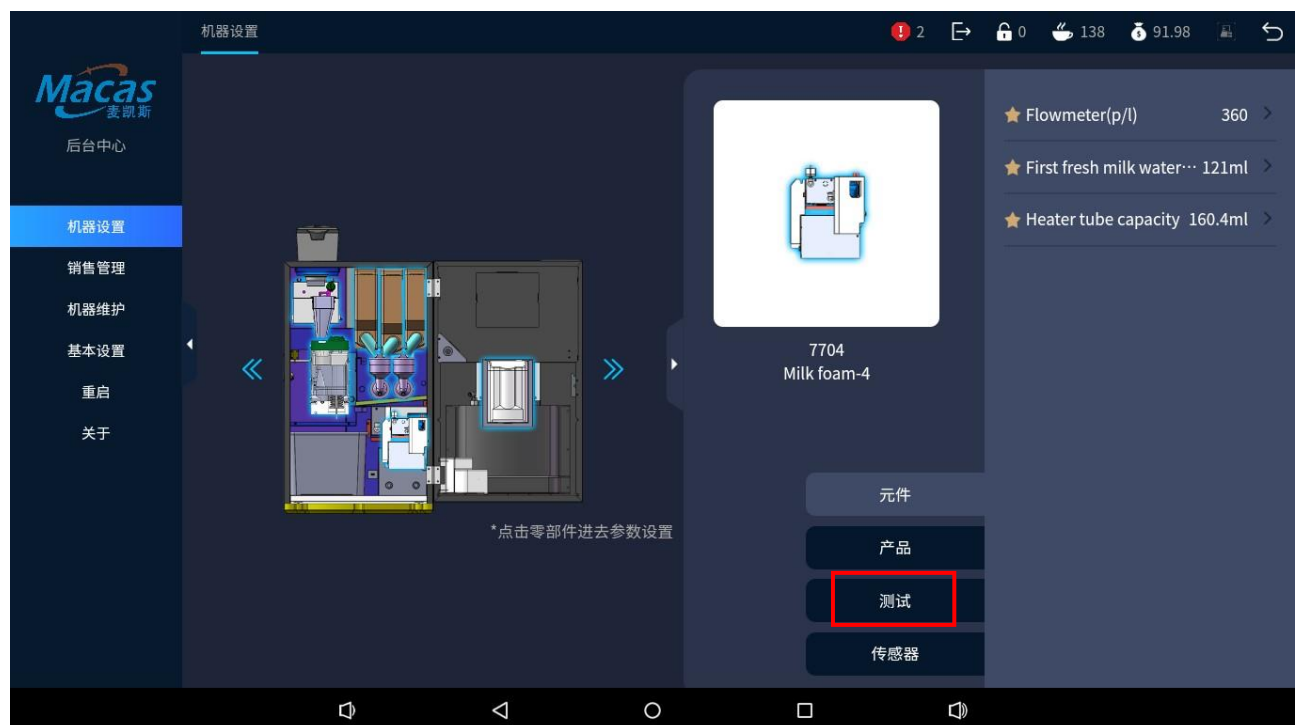 机器设置
2
0
138
91.98
Macas
麦凯斯
后台中心
机器设置
销售管理
机器维护
基本设置
重启
关于
*点击零部件进去参数设置
7704
Milk foam-4
元件
产品
测试
传感器
Flowmeter(p/l) 360
First fresh milk water··· 121ml
Heater tube capacity 160.4ml